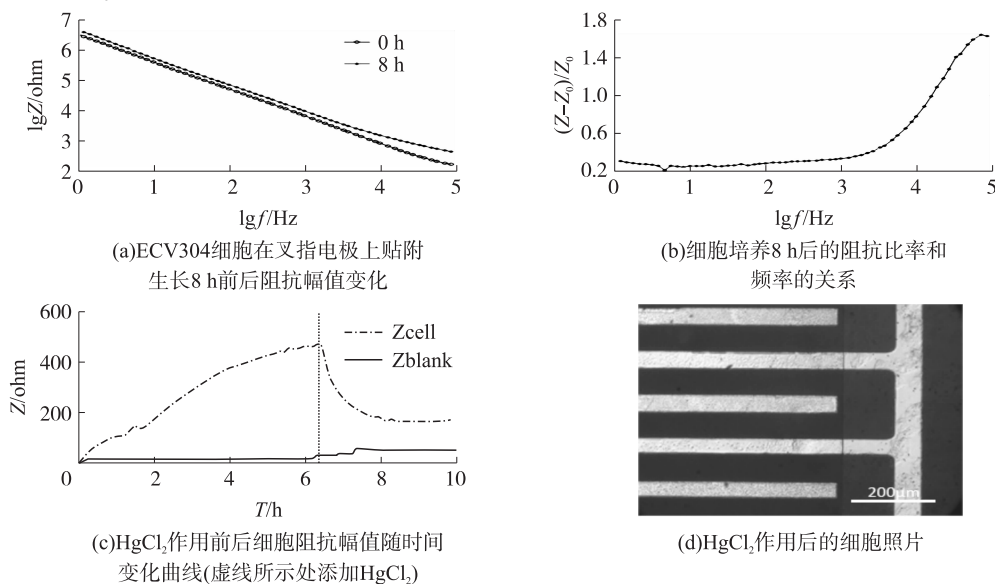 7
6
5
4
3
2
0
1
2
3
4
5
lgZ/ohm
lgf/Hz
0 h
8 h
(a)ECV304细胞在叉指电极上贴附
生长8 h前后阻抗幅值变化
1.8
1.4
1.0
0.6
0.2
0
1
2
3
4
5
(Z−Z₀)/Z₀
lgf/Hz
(b)细胞培养8 h后的阻抗比率和
频率的关系
600
400
200
0
0
2
4
6
8
10
Z/ohm
T/h
Zcell
Zblank
(c)HgCl₂作用前后细胞阻抗幅值随时间
变化曲线(虚线所示处添加HgCl₂)
200μm
(d)HgCl₂作用后的细胞照片